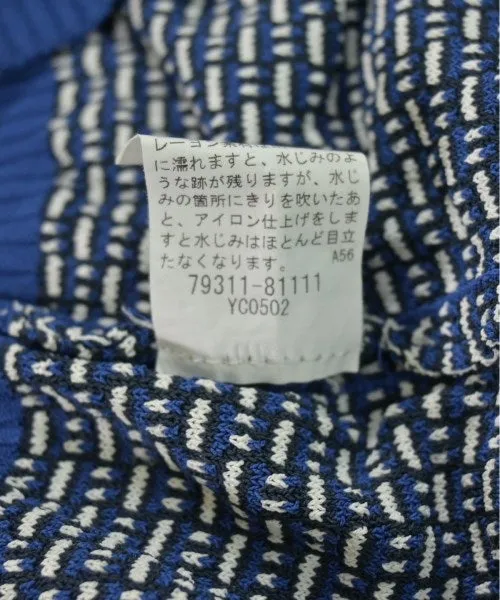 レーヨン素材は
に濡れますと、水じみのよ
うな跡が残りますが、水じ
みの箇所にきりを吹いたあ
と、アイロン仕上げをしま
すと水じみはほとんど目立
たなくなります。 A56
79311-81111
YC0502